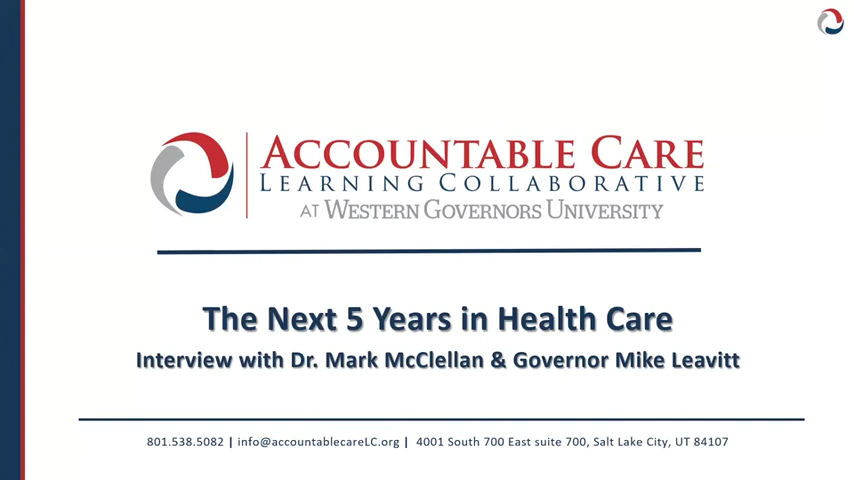 ACCOUNTABLE CARE
LEARNING COLLABORATIVE
AT WESTERN GOVERNORS UNIVERSITY
The Next 5 Years in Health Care
Interview with Dr. Mark McClellan & Governor Mike Leavitt
801.538.5082 | info@accountablecareLC.org | 4001 South 700 East suite 700, Salt Lake City, UT 84107